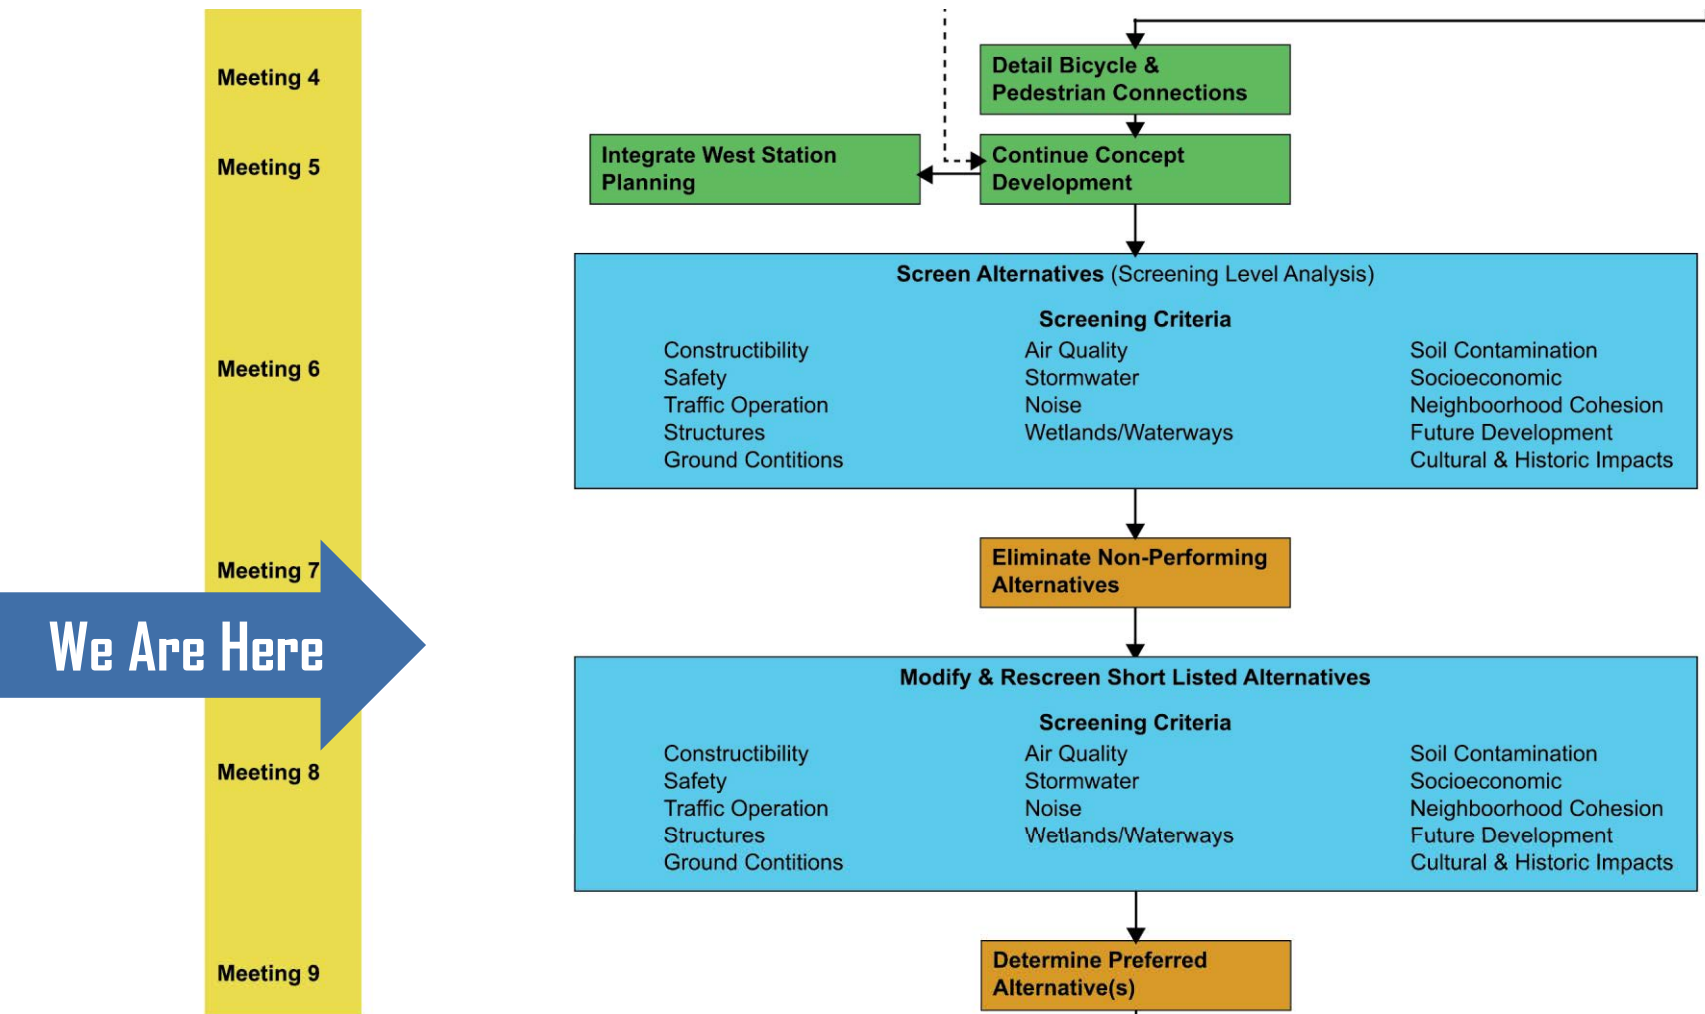 Meeting 4
Detail Bicycle &
Pedestrian Connections
Meeting 5
Integrate West Station
Planning
Continue Concept
Development
Screen Alternatives (Screening Level Analysis)
Screening Criteria
Meeting 6
Constructibility
Safety
Traffic Operation
Structures
Ground Contitions
Air Quality
Stormwater
Noise
Wetlands/Waterways
Soil Contamination
Socioeconomic
Neighboorhood Cohesion
Future Development
Cultural & Historic Impacts
Meeting 7
Eliminate Non-Performing
Alternatives
We Are Here
Modify & Rescreen Short Listed Alternatives
Screening Criteria
Meeting 8
Constructibility
Safety
Traffic Operation
Structures
Ground Contitions
Air Quality
Stormwater
Noise
Wetlands/Waterways
Soil Contamination
Socioeconomic
Neighboorhood Cohesion
Future Development
Cultural & Historic Impacts
Meeting 9
Determine Preferred
Alternative(s)